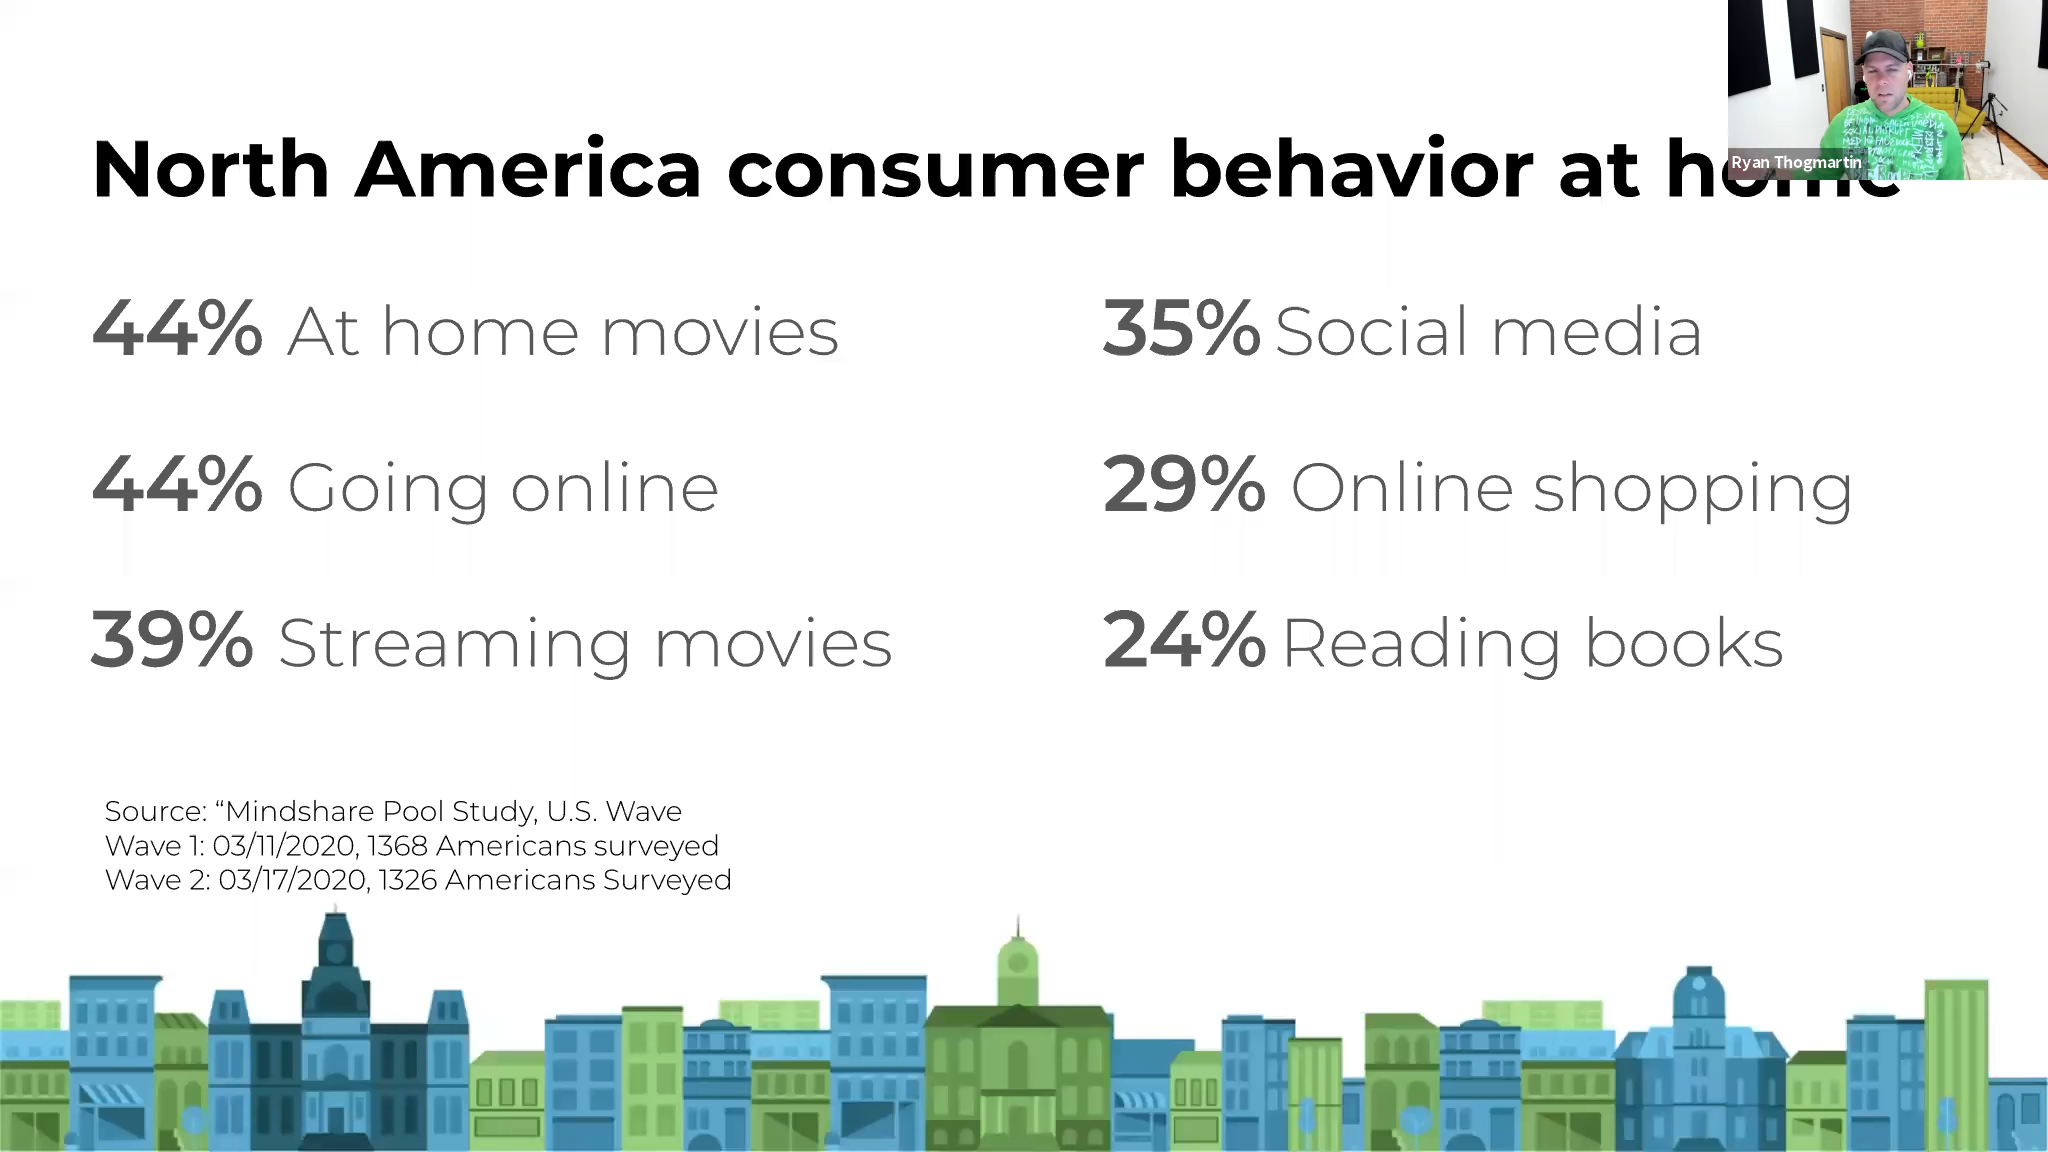 North America consumer behavior at home
44% At home movies
44% Going online
39% Streaming movies
35% Social media
29% Online shopping
24% Reading books
Source: “Mindshare Pool Study, U.S. Wave
Wave 1: 03/11/2020, 1368 Americans surveyed
Wave 2: 03/17/2020, 1326 Americans Surveyed
Ryan Thogmartin